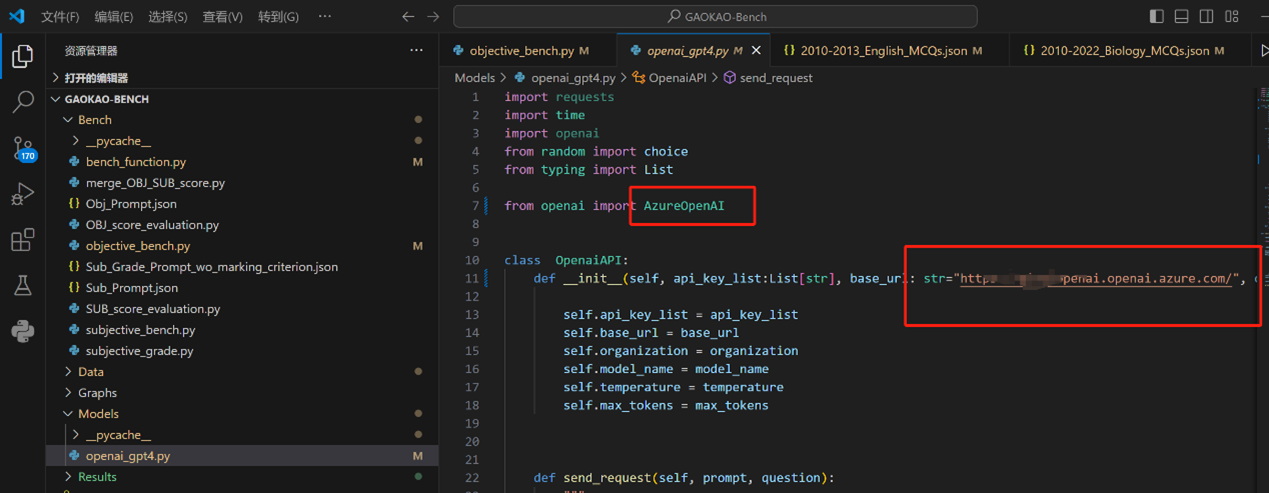 文件(F) 编辑(E) 选择(S) 查看(V) 转到(G) ··· GAOKAO-Bench
资源管理器 ···
打开的编辑器
GAOKAO-BENCH
Bench
__pycache__
bench_function.py M
merge_OBJ_SUB_score.py
Obj_Prompt.json
OBJ_score_evaluation.py
objective_bench.py M
Sub_Grade_Prompt_wo_marking_criterion.json
Sub_Prompt.json
SUB_score_evaluation.py
subjective_bench.py
subjective_grade.py
Data
Graphs
Models
__pycache__
openai_gpt4.py M
Results
170
objective_bench.py M openai_gpt4.py M {} 2010-2013_English_MCQs.json M {} 2010-2022_Biology_MCQs.json M
Models > openai_gpt4.py > OpenaiAPI > send_request
1 import requests
2 import time
3 import openai
4 from random import choice
5 from typing import List
6
7 from openai import AzureOpenAI
8
9
10 class OpenaiAPI:
11 def __init__(self, api_key_list:List[str], base_url: str="http openai.openai.azure.com/",
12
13 self.api_key_list = api_key_list
14 self.base_url = base_url
15 self.organization = organization
16 self.model_name = model_name
17 self.temperature = temperature
18 self.max_tokens = max_tokens
19
20
21
22 def send_request(self, prompt, question):
"""